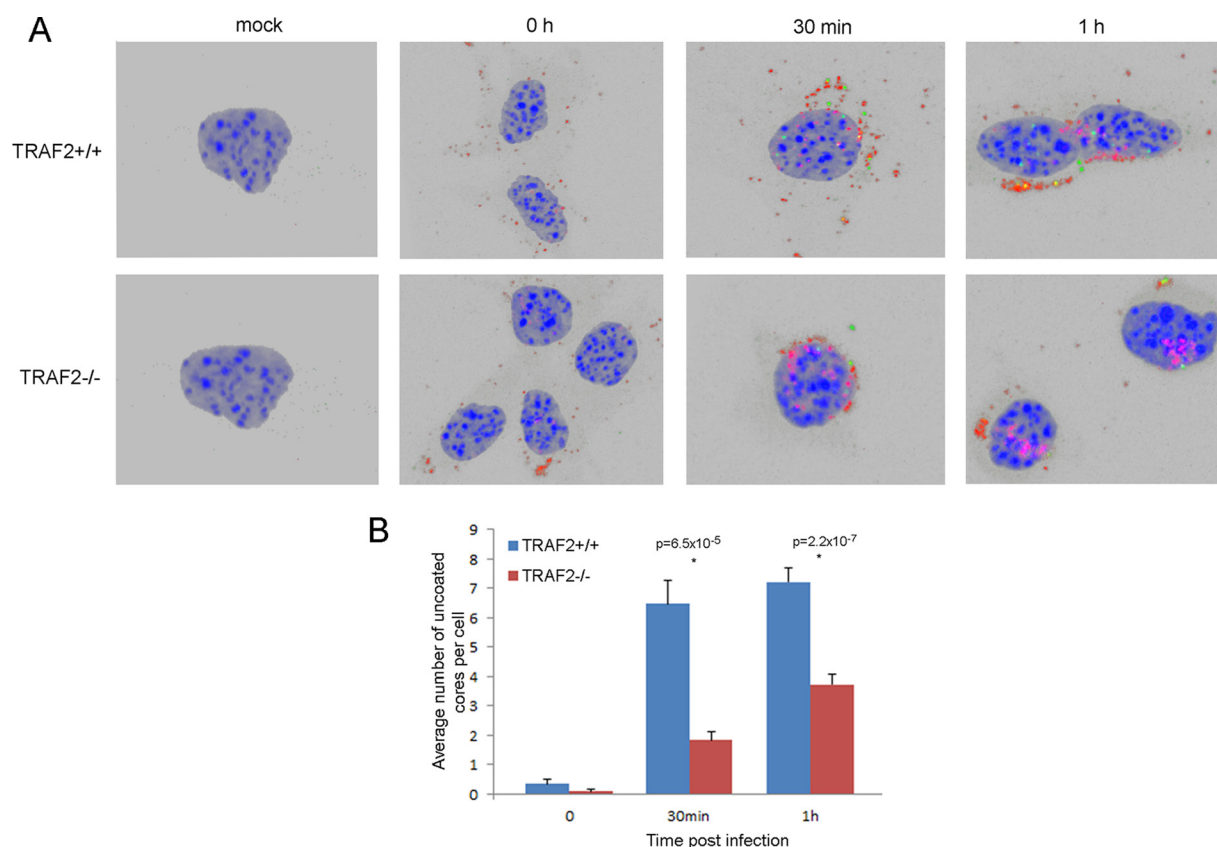 A
mock
0 h
30 min
1 h
TRAF2+/+
TRAF2-/-
B
Average number of uncoated
cores per cell
9
8
7
6
5
4
3
2
1
0
TRAF2+/+
TRAF2-/-
p=6.5x10-5
*
p=2.2x10-7
*
0
30min
1h
Time post infection